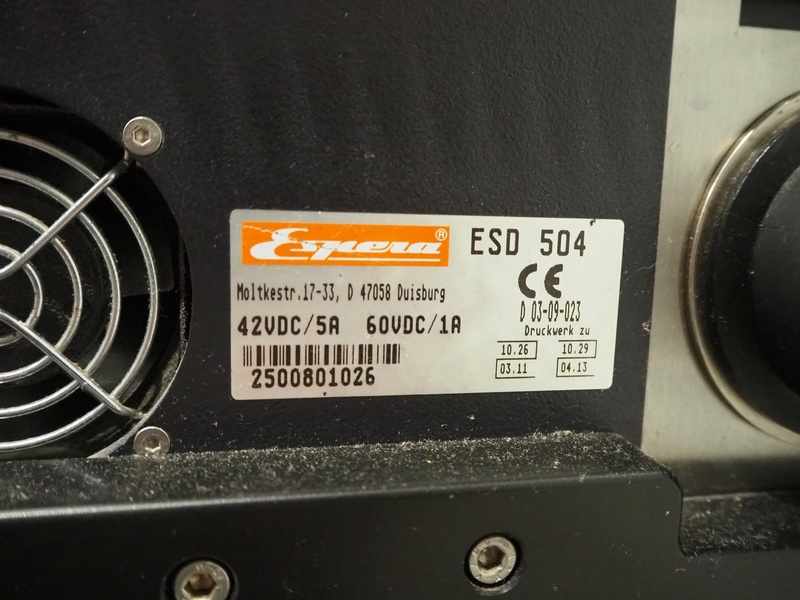 Espera® ESD 504
CE
Moltkestr.17-33, D 47058 Duisburg
D 03-09-023
42VDC/5A 60VDC/1A
Druckwerk zu
10.26 10.29
03.11 04.13
2500801026